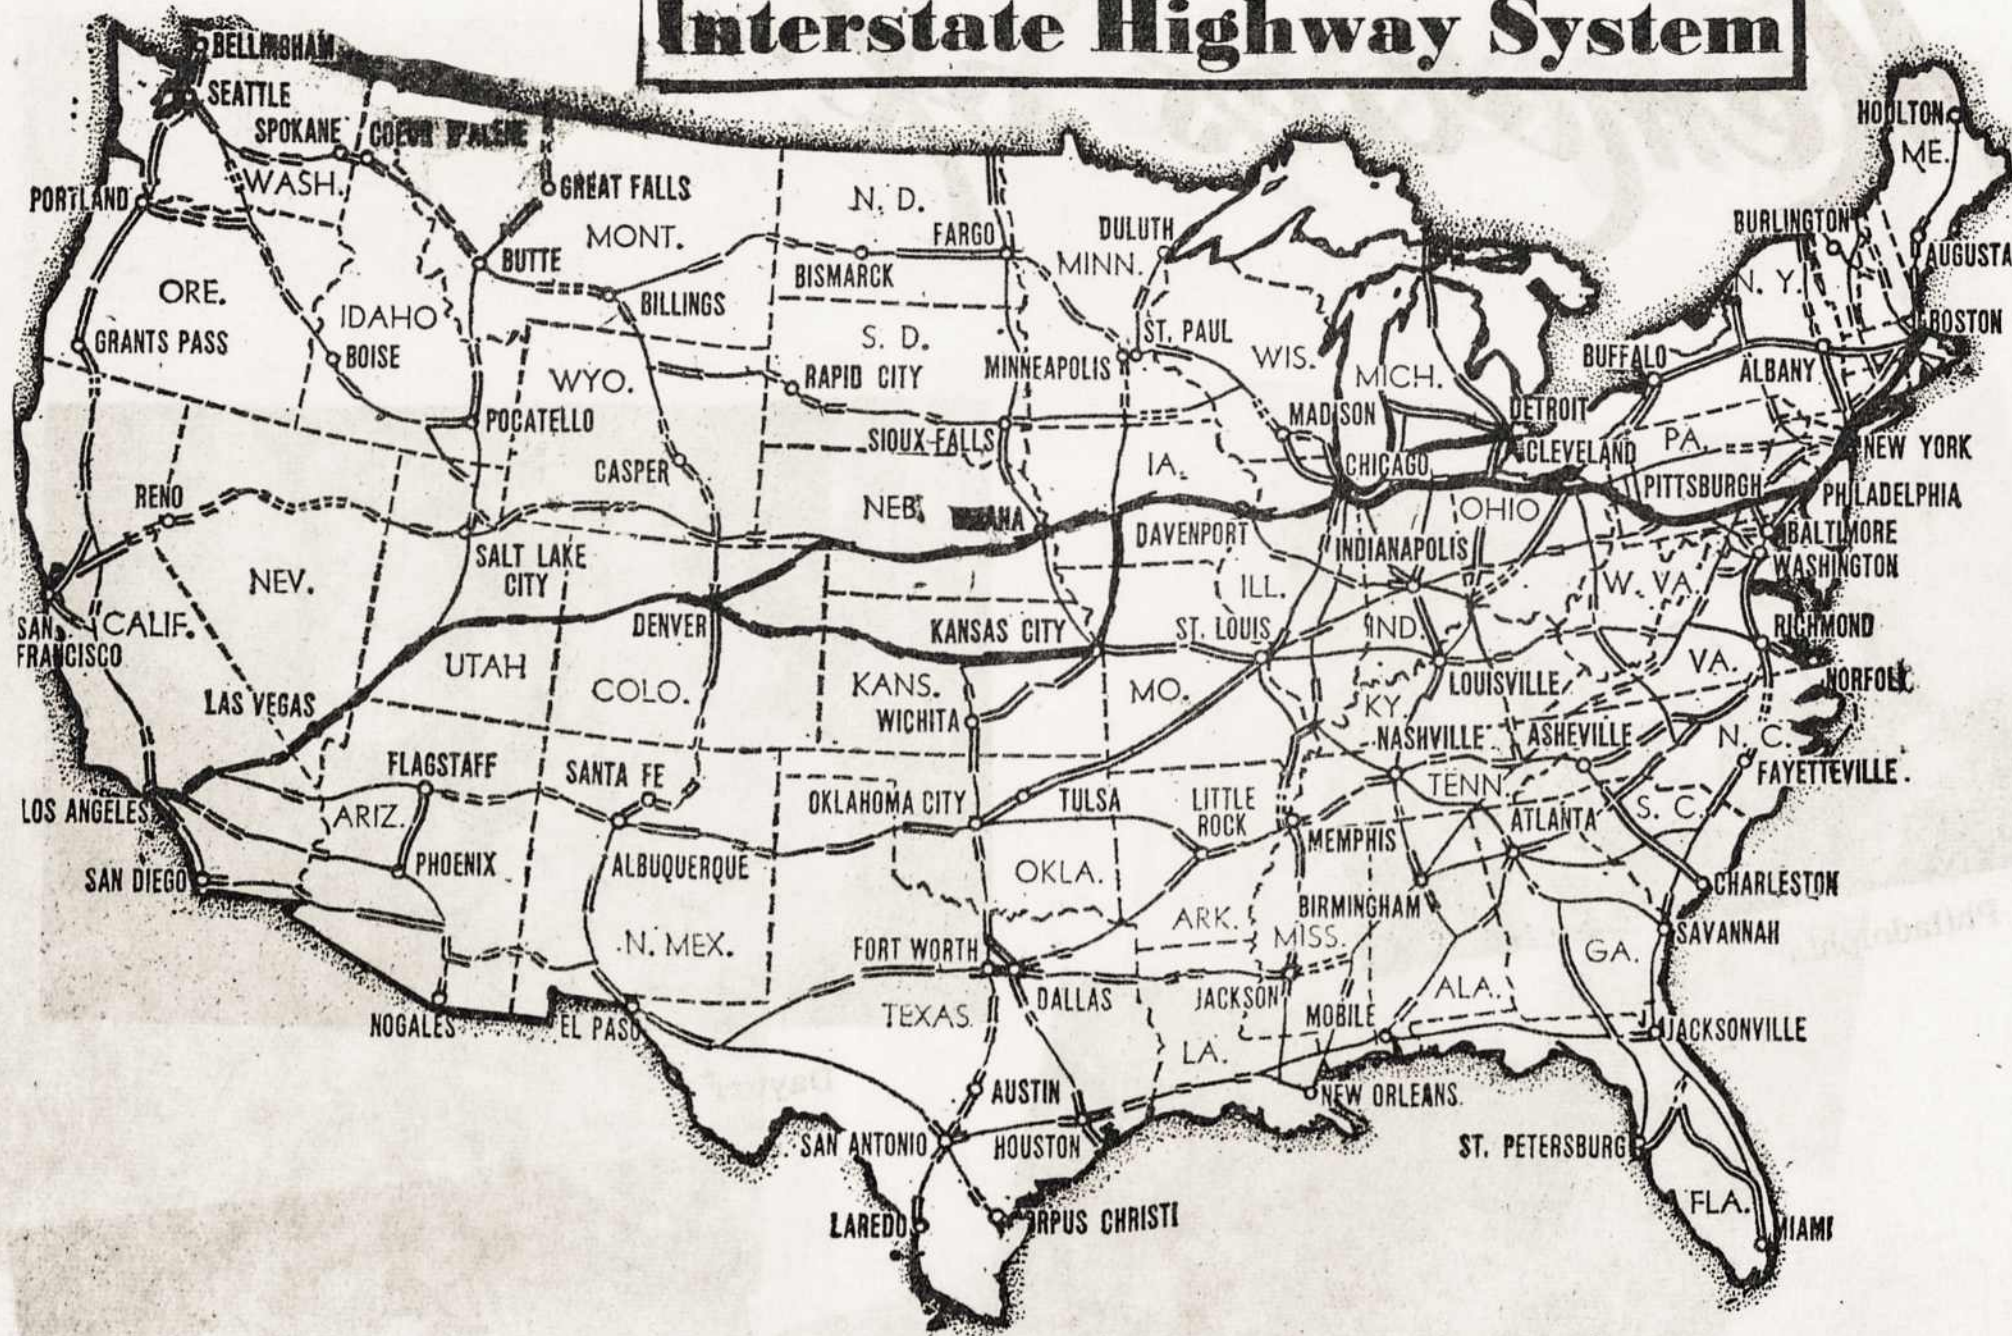 Interstate Highway System
BELLINGHAM
SEATTLE
SPOKANE
COEUR D'ALENE
WASH.
PORTLAND
GREAT FALLS
MONT.
BUTTE
BILLINGS
ORE.
IDAHO
GRANTS PASS
BOISE
POCATELLO
N. D.
FARGO
BISMARCK
S. D.
RAPID CITY
SIOUX FALLS
DULUTH
MINN.
ST. PAUL
MINNEAPOLIS
WIS.
MICH.
MADISON
CHICAGO
DETROIT
CLEVELAND
HOULTON
ME.
BURLINGTON
AUGUSTA
N. Y.
BOSTON
BUFFALO
ALBANY
PA.
NEW YORK
PITTSBURGH
PHILADELPHIA
BALTIMORE
WASHINGTON
WYO.
CASPER
NEB.
OMAHA
IA.
DAVENPORT
OHIO
INDIANAPOLIS
ILL.
IND.
W. VA.
RICHMOND
VA.
NORFOLK
RENO
NEV.
SALT LAKE
CITY
CALIF.
SAN
FRANCISCO
UTAH
DENVER
COLO.
KANSAS CITY
KANS.
WICHITA
ST. LOUIS
MO.
LOUISVILLE
KY.
LAS VEGAS
NASHVILLE
ASHEVILLE
N. C.
FAYETTEVILLE
TENN.
FLAGSTAFF
SANTA FE
LOS ANGELES
ARIZ.
PHOENIX
SAN DIEGO
ALBUQUERQUE
OKLAHOMA CITY
TULSA
LITTLE
ROCK
MEMPHIS
ATLANTA
S. C.
OKLA.
ARK.
BIRMINGHAM
CHARLESTON
SAVANNAH
N. MEX.
FORT WORTH
DALLAS
MISS.
JACKSON
ALA.
GA.
NOGALES
EL PASO
TEXAS
LA.
MOBILE
JACKSONVILLE
AUSTIN
SAN ANTONIO
HOUSTON
NEW ORLEANS
ST. PETERSBURG
FLA.
MIAMI
LAREDO
RPUS CHRISTI